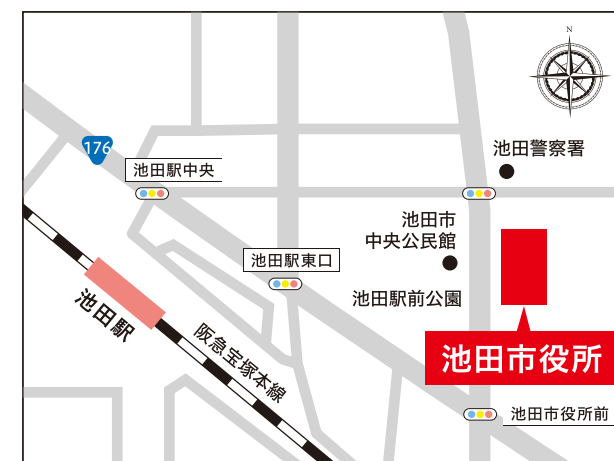 N
176
池田警察署
池田駅中央
池田市
中央公民館
池田駅東口
池田駅前公園
池田駅
阪急宝塚本線
池田市役所
池田市役所前